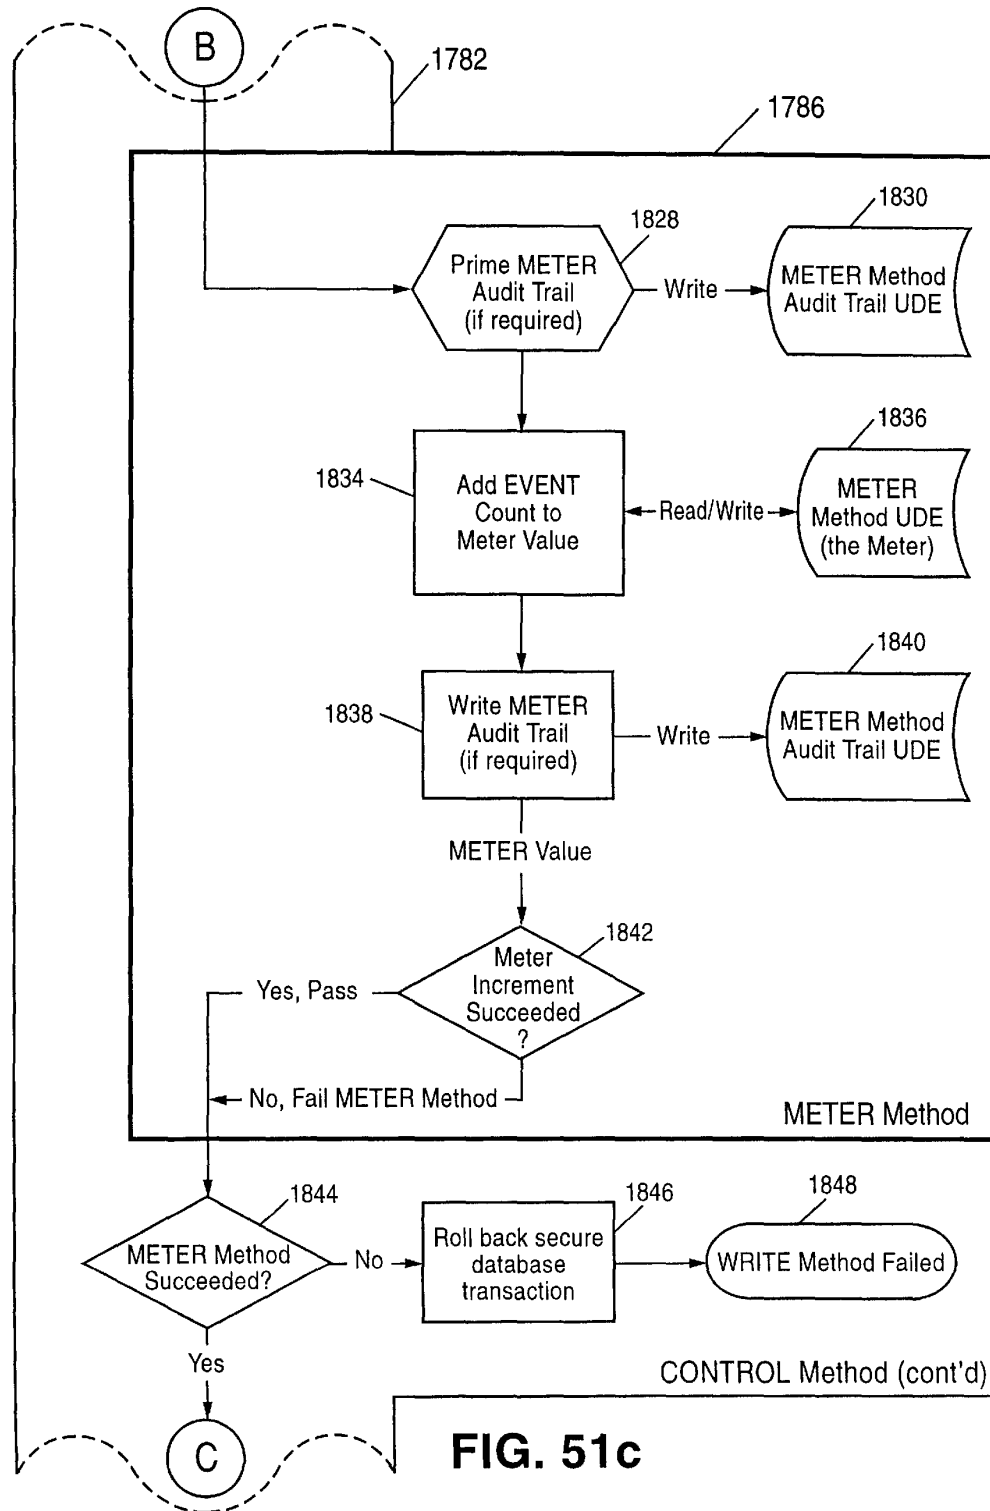 B
1782
1786
1828
1830
Prime METER
Audit Trail
(if required)
Write
METER Method
Audit Trail UDE
1834
1836
Add EVENT
Count to
Meter Value
Read/Write
METER
Method UDE
(the Meter)
1838
1840
Write METER
Audit Trail
(if required)
Write
METER Method
Audit Trail UDE
METER Value
1842
Meter
Increment
Succeeded
?
Yes, Pass
No, Fail METER Method
METER Method
1844
METER Method
Succeeded?
No
1846
Roll back secure
database
transaction
1848
WRITE Method Failed
Yes
CONTROL Method (cont'd)
C
FIG. 51c